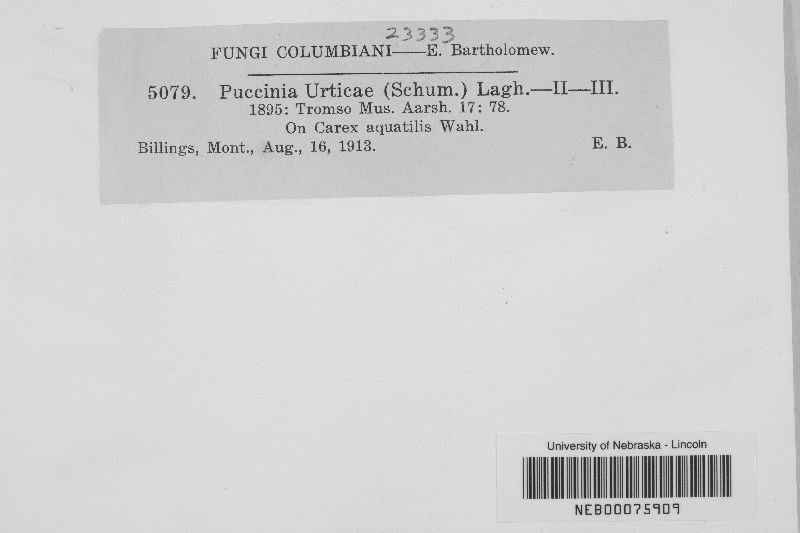 23333
FUNGI COLUMBIANI—E. Bartholomew.
5079. Puccinia Urticae (Schum.) Lagh.—II—III.
1895: Tromso Mus. Aarsh. 17: 78.
On Carex aquatilis Wahl.
Billings, Mont., Aug., 16, 1913. E. B.
University of Nebraska - Lincoln
NEB00075909